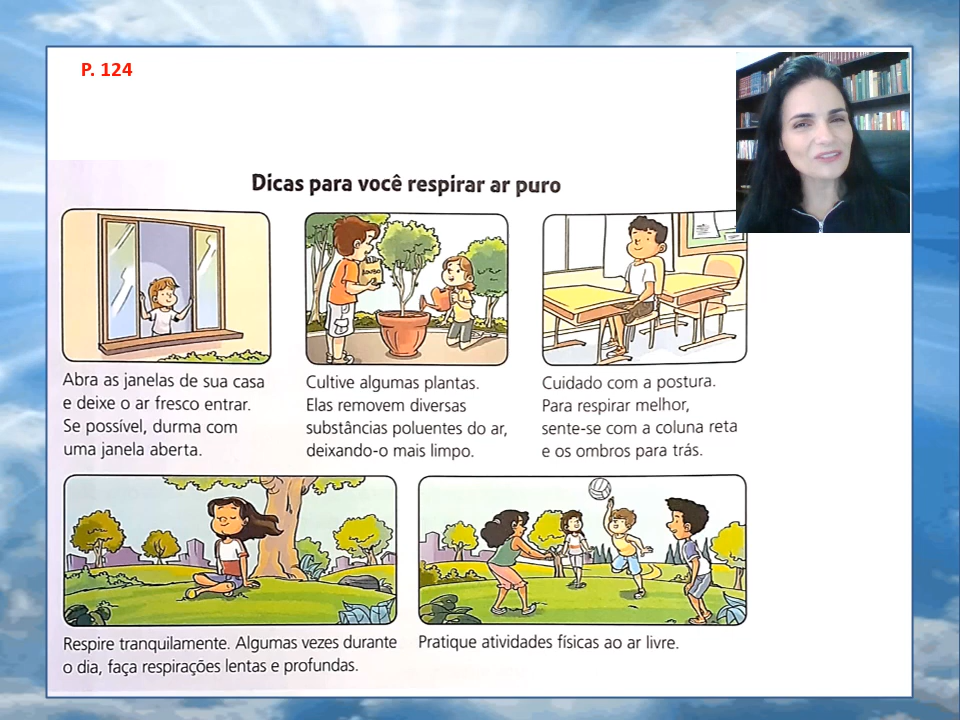 P. 124
Dicas para você respirar ar puro
Abra as janelas de sua casa
e deixe o ar fresco entrar.
Se possível, durma com
uma janela aberta.
Cultive algumas plantas.
Elas removem diversas
substâncias poluentes do ar,
deixando-o mais limpo.
Cuidado com a postura.
Para respirar melhor,
sente-se com a coluna reta
e os ombros para trás.
Respire tranquilamente. Algumas vezes durante
o dia, faça respirações lentas e profundas.
Pratique atividades físicas ao ar livre.